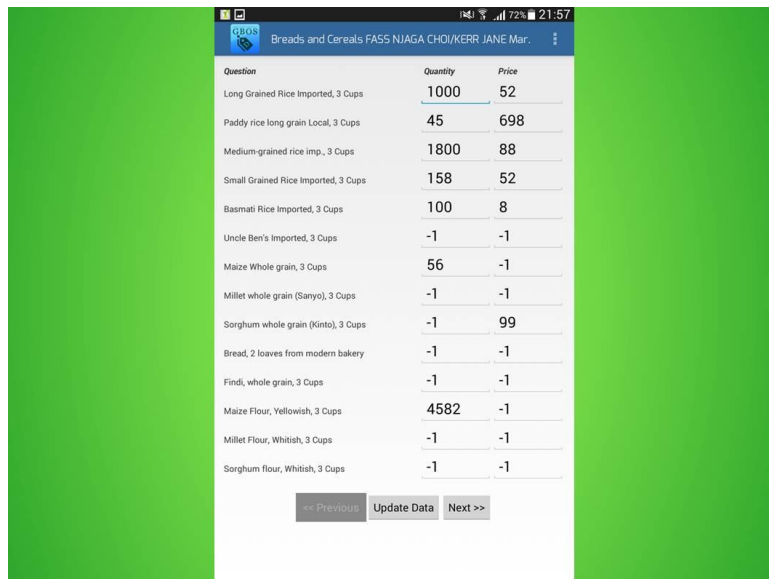 72% 21:57
GBOS
Breads and Cereals FASS NJAGA CHOI/KERR JANE Mar.
Question Quantity Price
Long Grained Rice Imported, 3 Cups 1000 52
Paddy rice long grain Local, 3 Cups 45 698
Medium-grained rice imp., 3 Cups 1800 88
Small Grained Rice Imported, 3 Cups 158 52
Basmati Rice Imported, 3 Cups 100 8
Uncle Ben's Imported, 3 Cups -1 -1
Maize Whole grain, 3 Cups 56 -1
Millet whole grain (Sanyo), 3 Cups -1 -1
Sorghum whole grain (Kinto), 3 Cups -1 99
Bread, 2 loaves from modern bakery -1 -1
Findi, whole grain, 3 Cups -1 -1
Maize Flour, Yellowish, 3 Cups 4582 -1
Millet Flour, Whitish, 3 Cups -1 -1
Sorghum flour, Whitish, 3 Cups -1 -1
<< Previous Update Data Next >>